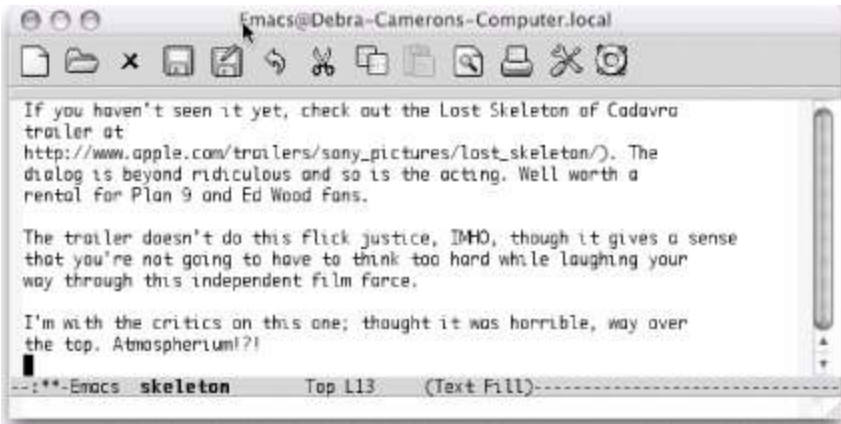 Emacs@Debra-Camerons-Computer.local
If you haven't seen it yet, check out the Lost Skeleton of Cadavra
trailer at
http://www.apple.com/trailers/sony_pictures/lost_skeleton/). The
dialog is beyond ridiculous and so is the acting. Well worth a
rental for Plan 9 and Ed Wood fans.
The trailer doesn't do this flick justice, IMHO, though it gives a sense
that you're not going to have to think too hard while laughing your
way through this independent film farce.
I'm with the critics on this one; thought it was horrible, way over
the top. Atmospherium!?!
--:**-Emacs skeleton Top L13 (Text Fill)------------------------------